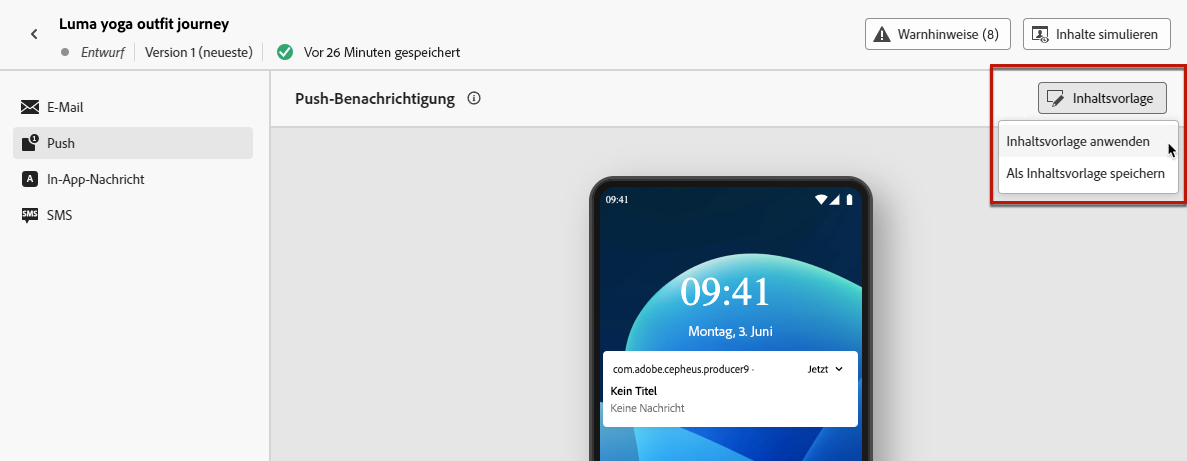 Luma yoga outfit journey
Entwurf Version 1 (neueste) Vor 26 Minuten gespeichert
Warnhinweise (8)
Inhalte simulieren
E-Mail
1
Push
A
In-App-Nachricht
SMS
SMS
Push-Benachrichtigung
Inhaltsvorlage
Inhaltsvorlage anwenden
Als Inhaltsvorlage speichern
09:41
09:41
Montag, 3. Juni
com.adobe.cepheus.producer9 · Jetzt
Kein Titel
Keine Nachricht